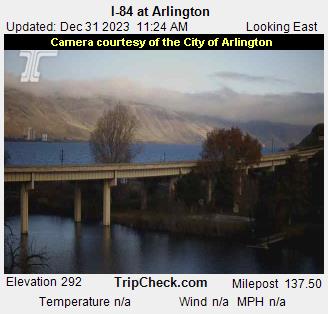 I-84 at Arlington
Updated: Dec 31 2023 11:24 AM Looking East
Camera courtesy of the City of Arlington
Elevation 292 TripCheck.com Milepost 137.50
Temperature n/a Wind n/a MPH n/a